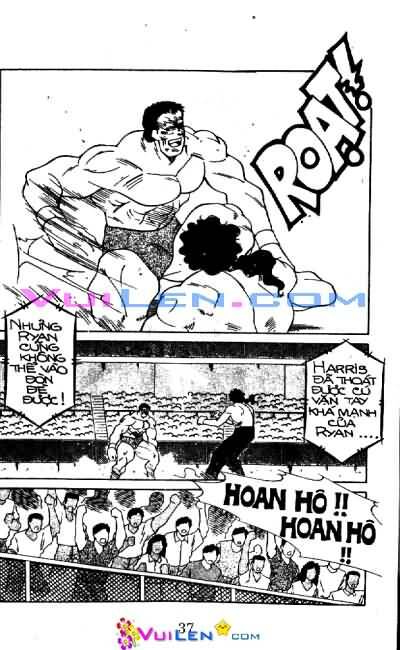 ROẠT!!
VUILEN.COM
NHƯNG
RYAN
CŨNG
KHÔNG
THỂ VÀO
ĐÒN
ĐỂ
ĐƯỢC!
HARRIS
ĐÃ THOÁT
ĐƯỢC CÚ
VẶN TAY
KHÁ MẠNH
CỦA
RYAN....
HOAN HÔ!!
HOAN HÔ
!!
37
VUILEN.COM